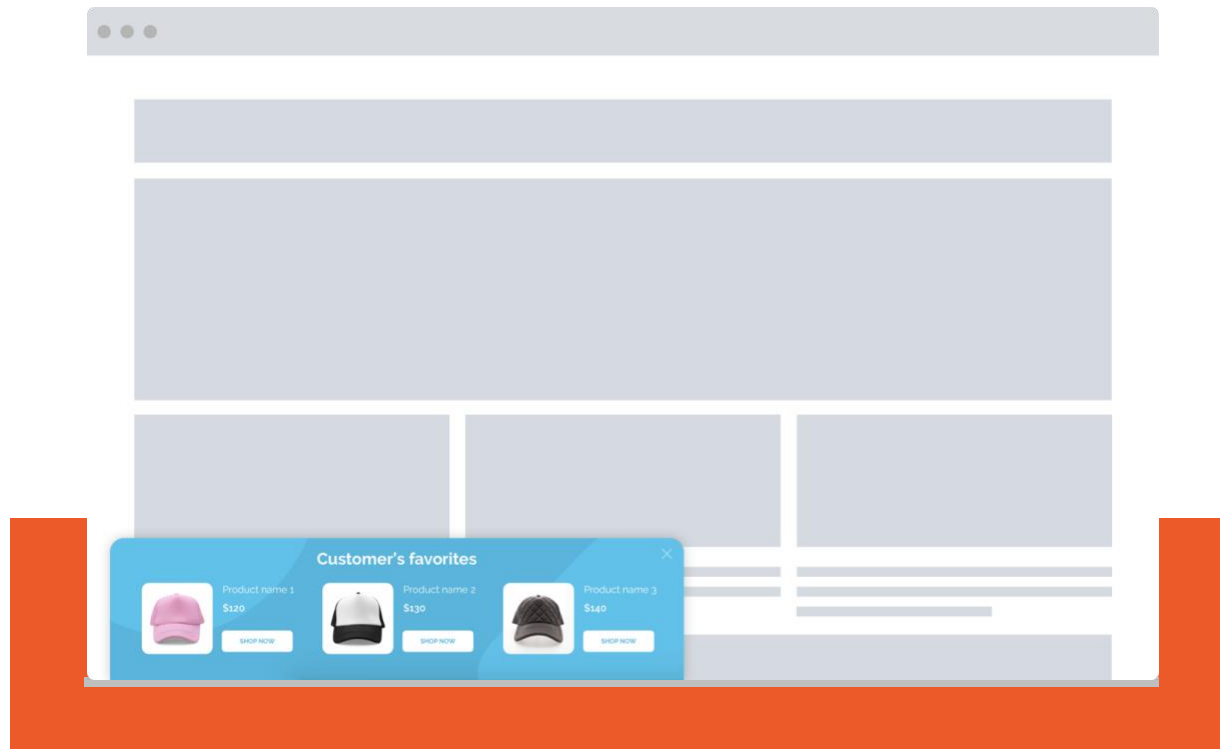 Customer's favorites
Product name 1
$120
SHOP NOW
Product name 2
$130
SHOP NOW
Product name 3
$140
SHOP NOW